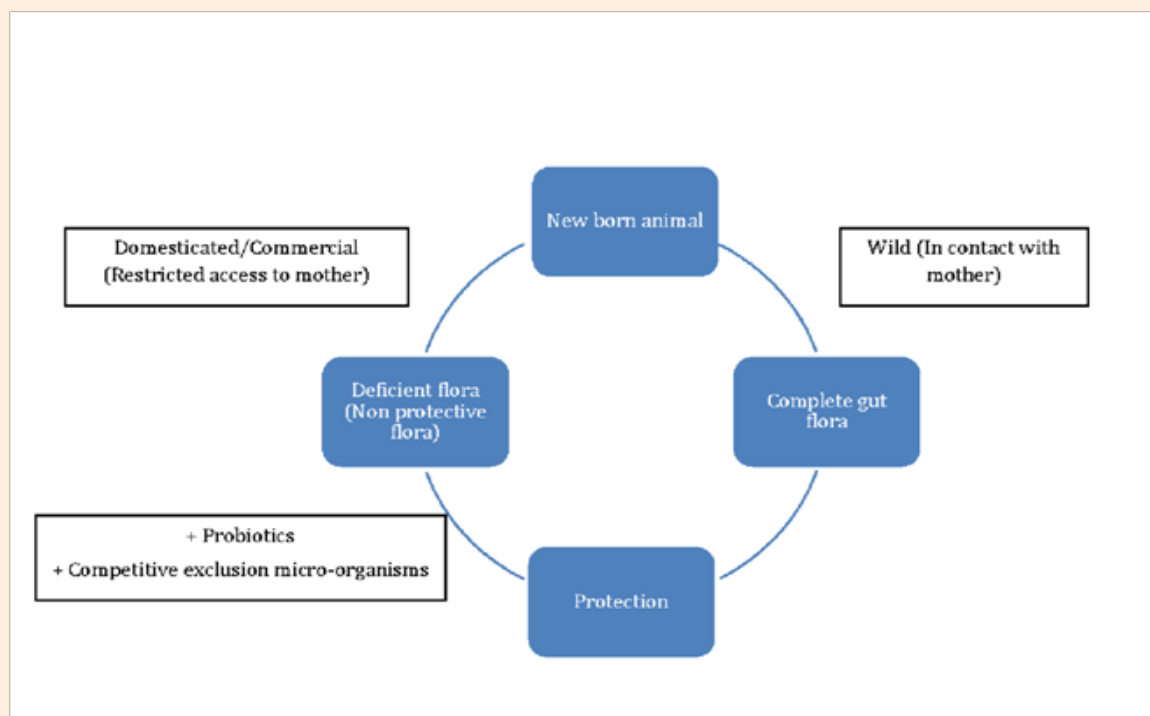 New born animal
Domesticated/Commercial
(Restricted access to mother)
Wild (In contact with
mother)
Deficient flora
(Non protective
flora)
Complete gut
flora
+ Probiotics
+ Competitive exclusion micro-organisms
Protection